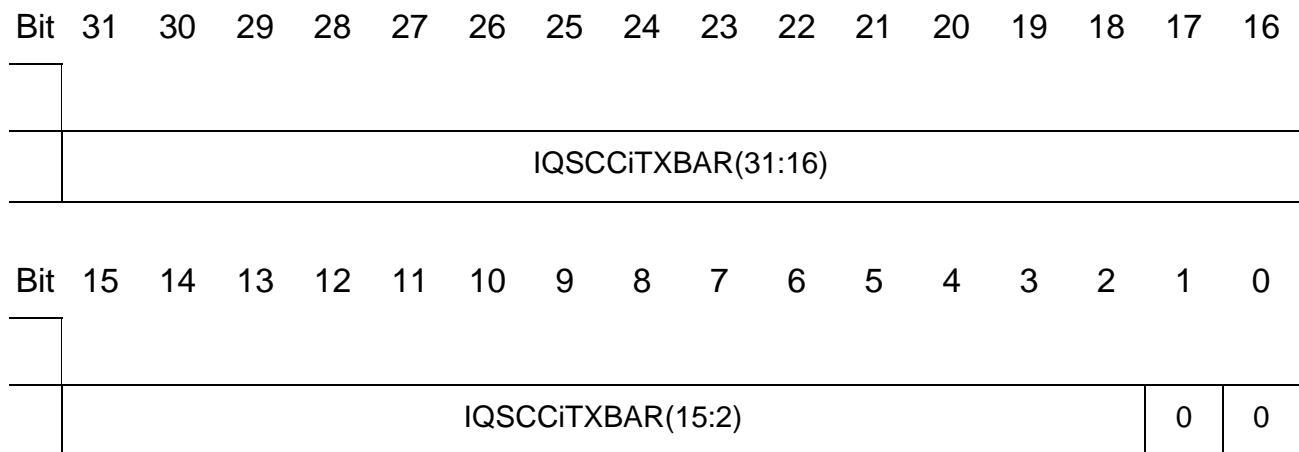 Bit 31 30 29 28 27 26 25 24 23 22 21 20 19 18 17 16
IQSCCiTXBAR(31:16)
Bit 15 14 13 12 11 10 9 8 7 6 5 4 3 2 1 0
IQSCCiTXBAR(15:2) 0 0